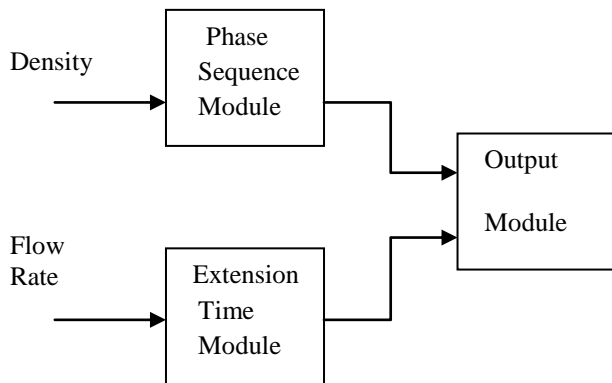 Density
Phase
Sequence
Module
Output
Module
Flow
Rate
Extension
Time
Module